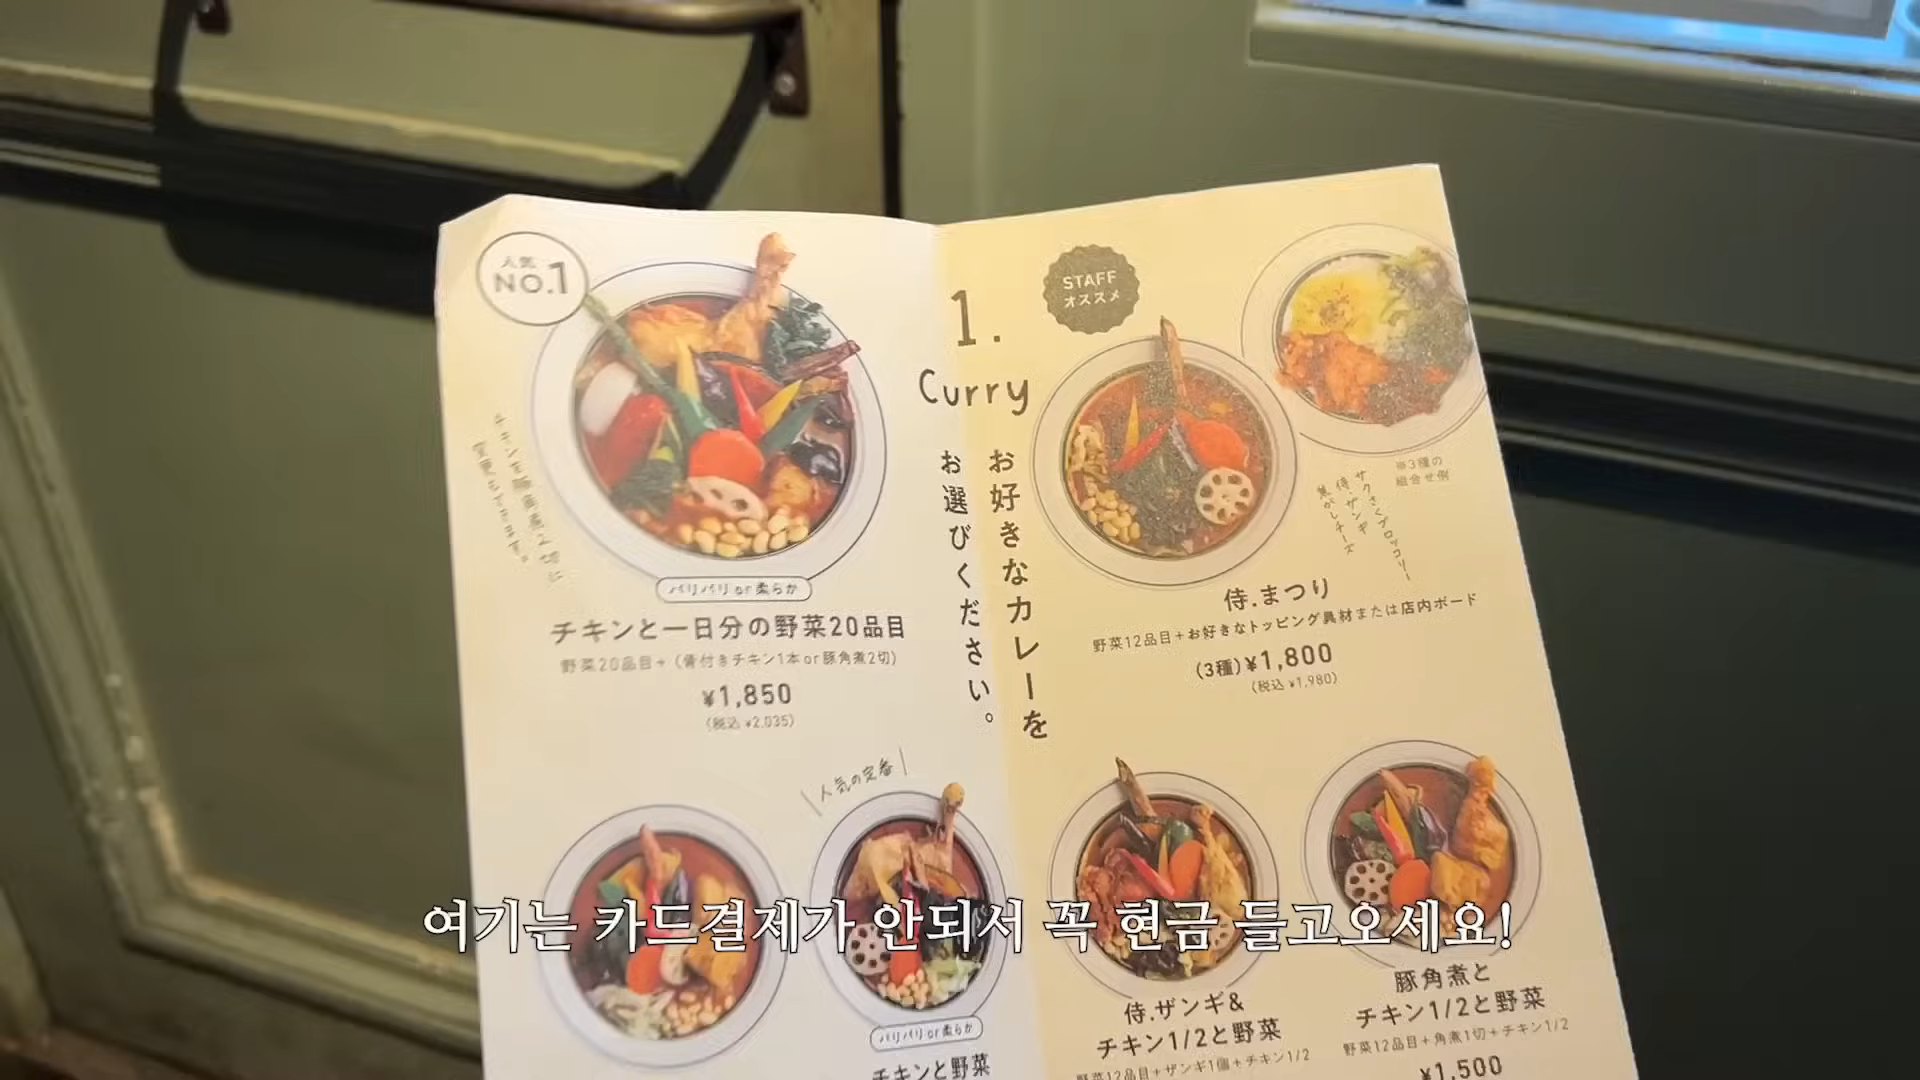 人気
NO.1
チキンを豚角煮2切に
変更もできます。
パリパリ or 柔らか
チキンと一日分の野菜20品目
野菜20品目+(骨付きチキン1本or豚角煮2切)
¥1,850
(税込 ¥2,035)
1.
Curry
お好きなカレーを
お選びください。
STAFF
オススメ
※3種の
組合せ例
サクさくブロッコリー
侍.ザンギ
焦がしチーズ
侍.まつり
野菜12品目+お好きなトッピング具材または店内ボード
(3種)¥1,800
(税込 ¥1,980)
人気の定番
パリパリ or 柔らか
チキンと野菜
侍.ザンギ&
チキン1/2と野菜
野菜12品目+ザンギ1個+チキン1/2
豚角煮と
チキン1/2と野菜
野菜12品目+角煮1切+チキン1/2
¥1,500
여기는 카드결제가 안되서 꼭 현금 들고오세요!